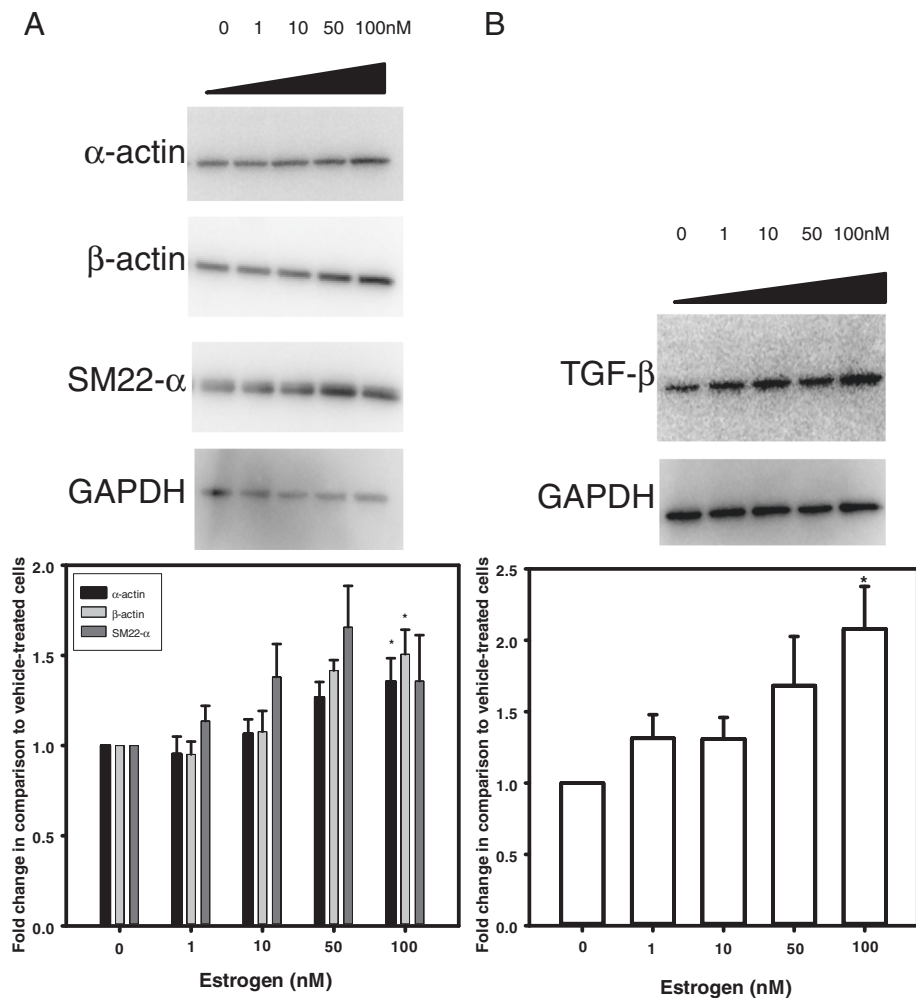 A
0 1 10 50 100nM
α-actin
β-actin
SM22-α
GAPDH
Fold change in comparison to vehicle-treated cells
2.0
1.5
1.0
0.5
0.0
α-actin
β-actin
SM22-α
* *
0 1 10 50 100
Estrogen (nM)
B
0 1 10 50 100nM
TGF-β
GAPDH
Fold change in comparison to vehicle-treated cells
2.5
2.0
1.5
1.0
0.5
0.0
*
0 1 10 50 100
Estrogen (nM)